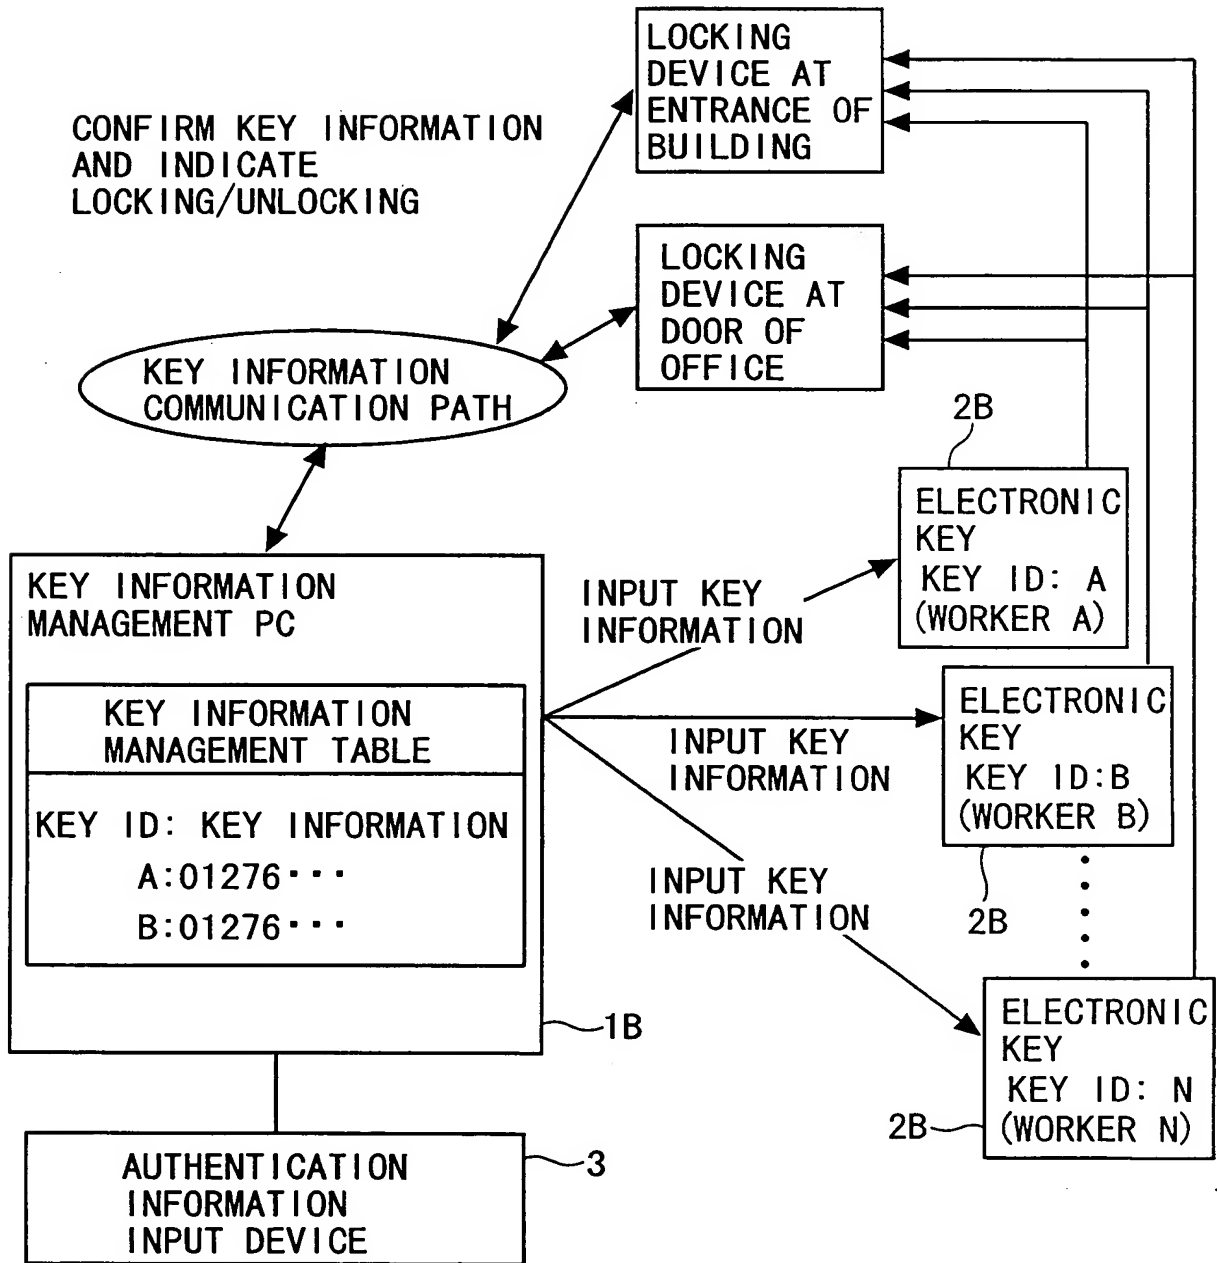 LOCKING
DEVICE AT
ENTRANCE OF
BUILDING
CONFIRM KEY INFORMATION
AND INDICATE
LOCKING/UNLOCKING
LOCKING
DEVICE AT
DOOR OF
OFFICE
KEY INFORMATION
COMMUNICATION PATH
2B
ELECTRONIC
KEY
KEY ID: A
(WORKER A)
KEY INFORMATION
MANAGEMENT PC
INPUT KEY
INFORMATION
KEY INFORMATION
MANAGEMENT TABLE
KEY ID: KEY INFORMATION
A:01276･･･
B:01276･･･
INPUT KEY
INFORMATION
ELECTRONIC
KEY
KEY ID:B
(WORKER B)
2B
INPUT KEY
INFORMATION
1B
ELECTRONIC
KEY
KEY ID: N
(WORKER N)
2B
AUTHENTICATION
INFORMATION
INPUT DEVICE
3